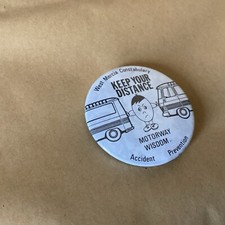 West Mercia Constabulary
KEEP YOUR
DISTANCE
MOTORWAY
WISDOM
Accident Prevention